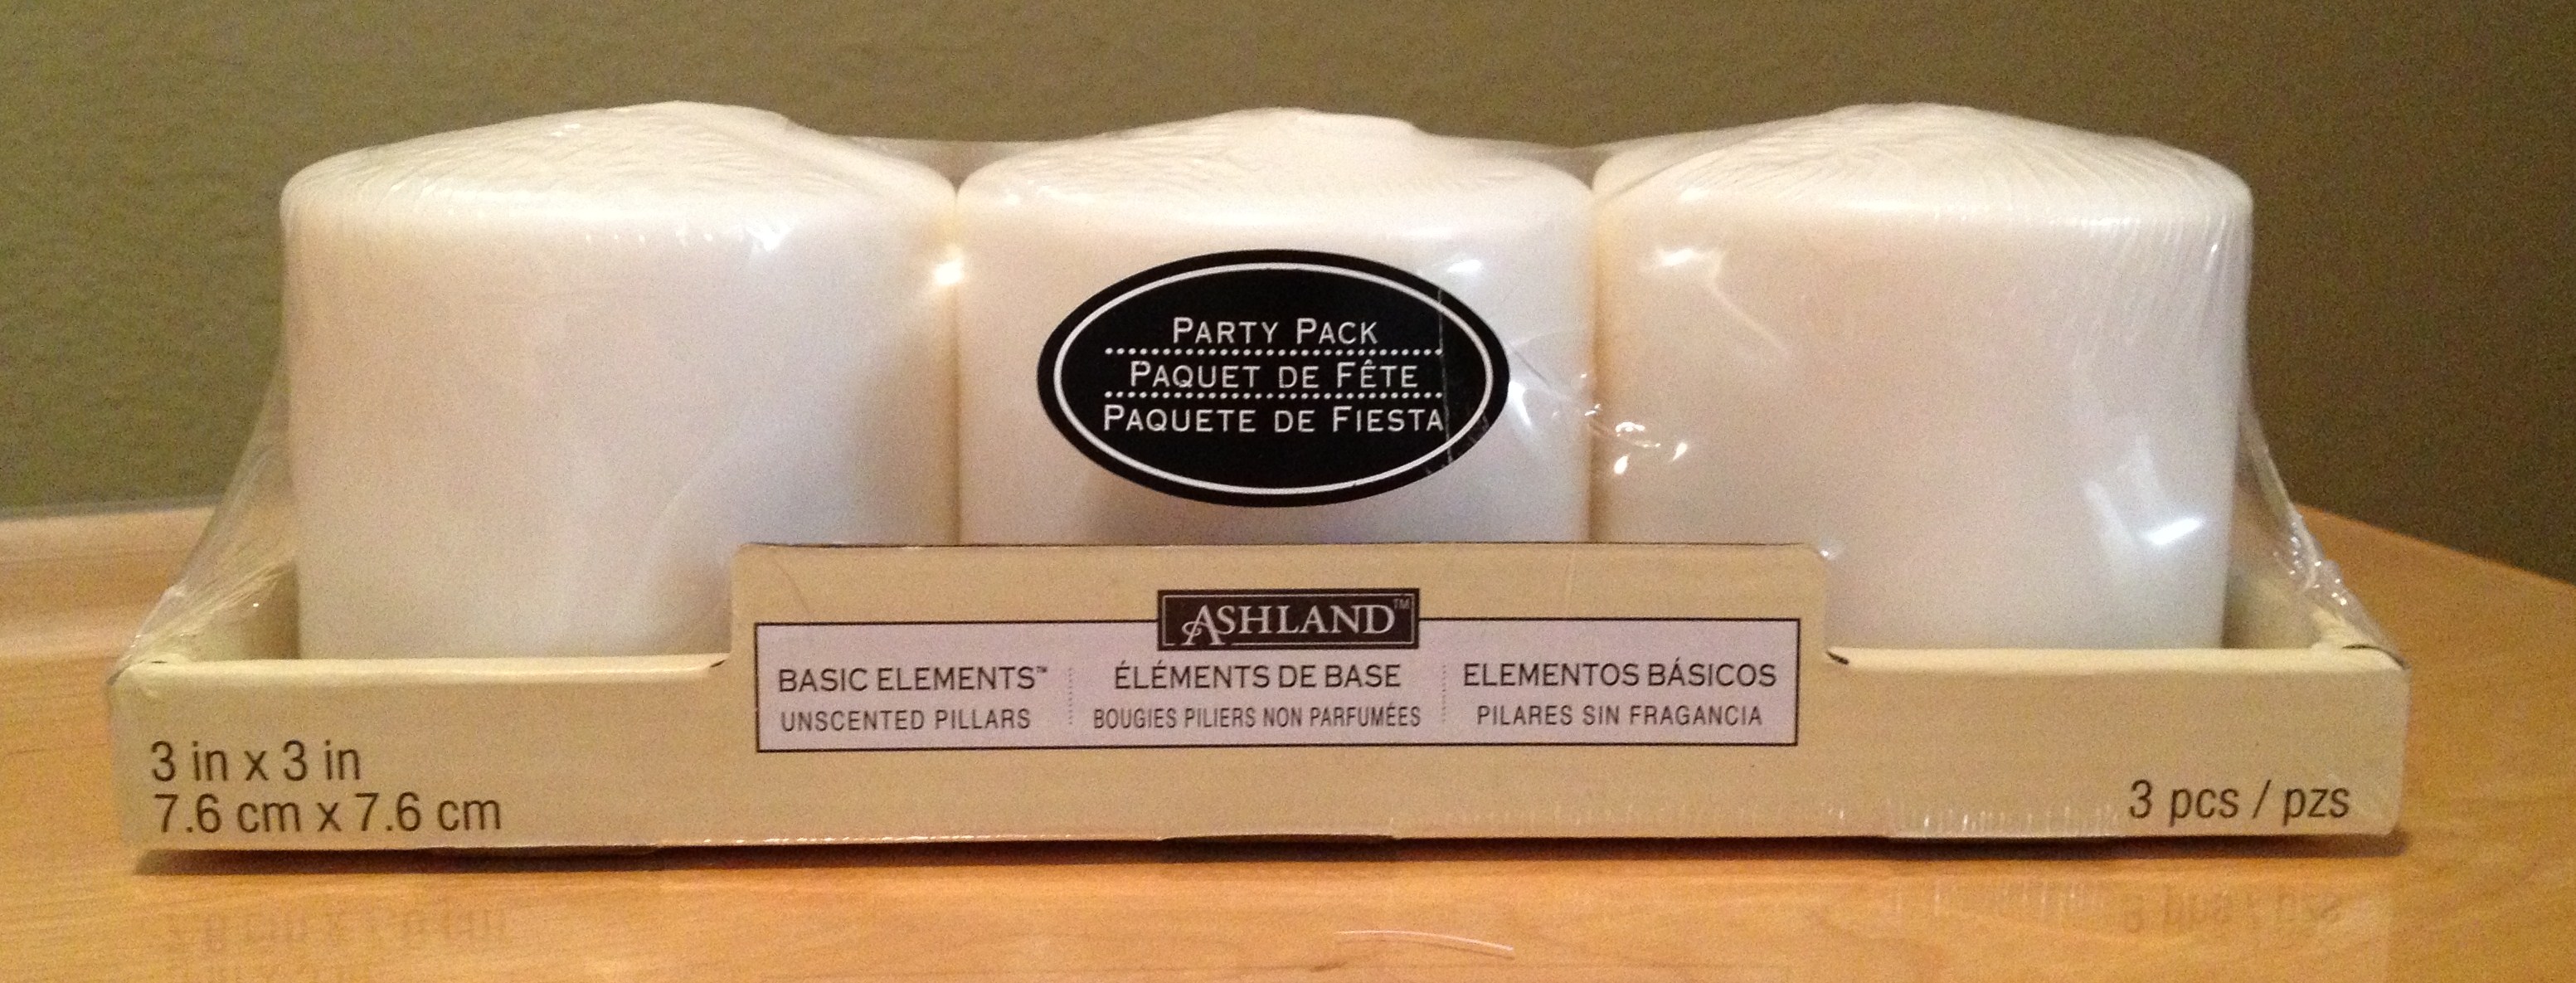 PARTY PACK
PAQUET DE FÊTE
PAQUETE DE FIESTA
ASHLAND™
BASIC ELEMENTS™
UNSCENTED PILLARS
ÉLÉMENTS DE BASE
BOUGIES PILIERS NON PARFUMÉES
ELEMENTOS BÁSICOS
PILARES SIN FRAGANCIA
3 in x 3 in
7.6 cm x 7.6 cm
3 pcs / pzs